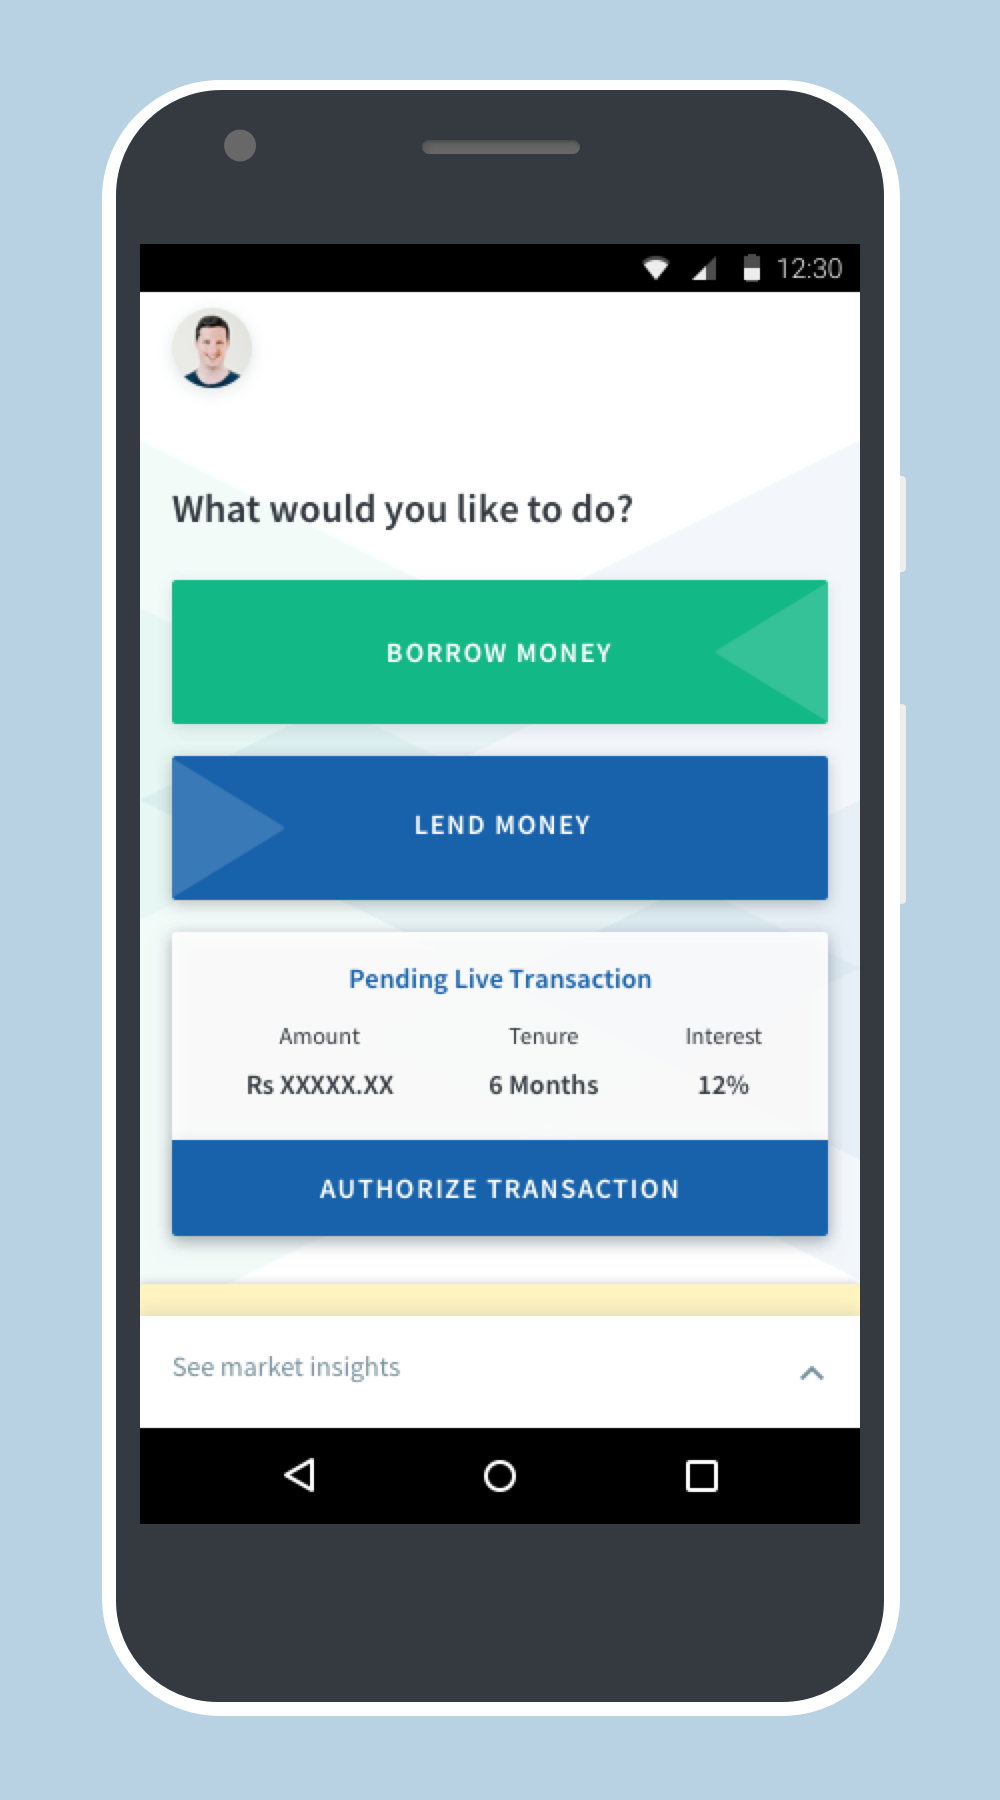 12:30
What would you like to do?
BORROW MONEY
LEND MONEY
Pending Live Transaction
Amount Tenure Interest
Rs XXXXX.XX 6 Months 12%
AUTHORIZE TRANSACTION
See market insights